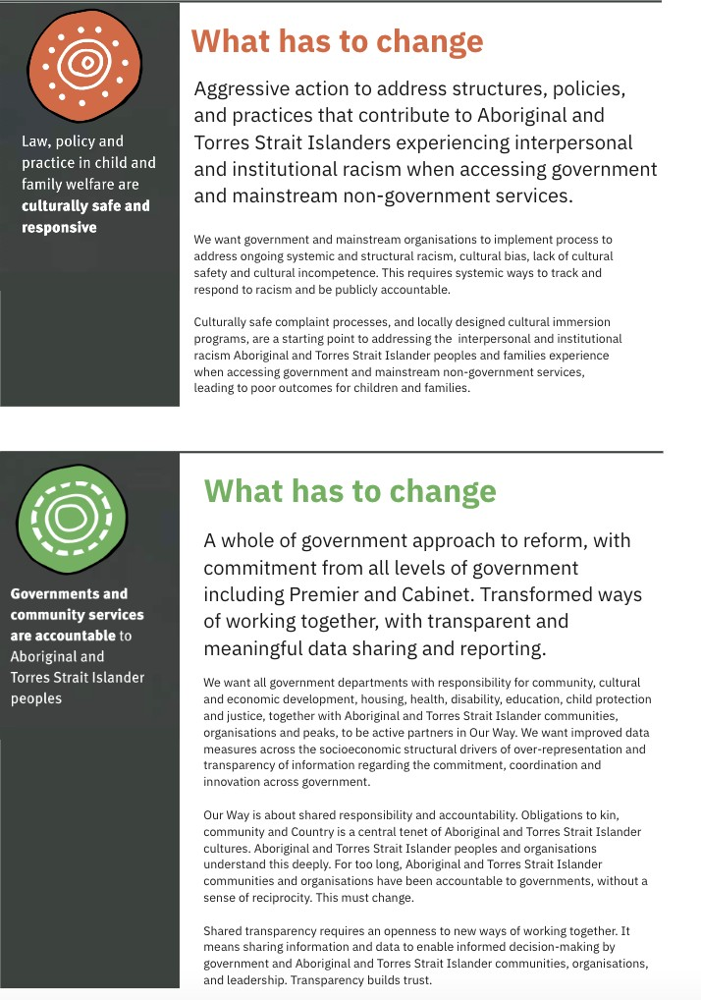 What has to change
Law, policy and
practice in child and
family welfare are
culturally safe and
responsive
Aggressive action to address structures, policies,
and practices that contribute to Aboriginal and
Torres Strait Islanders experiencing interpersonal
and institutional racism when accessing government
and mainstream non-government services.
We want government and mainstream organisations to implement process to
address ongoing systemic and structural racism, cultural bias, lack of cultural
safety and cultural incompetence. This requires systemic ways to track and
respond to racism and be publicly accountable.
Culturally safe complaint processes, and locally designed cultural immersion
programs, are a starting point to addressing the  interpersonal and institutional
racism Aboriginal and Torres Strait Islander peoples and families experience
when accessing government and mainstream non-government services,
leading to poor outcomes for children and families.
What has to change
Governments and
community services
are accountable to
Aboriginal and
Torres Strait Islander
peoples
A whole of government approach to reform, with
commitment from all levels of government
including Premier and Cabinet. Transformed ways
of working together, with transparent and
meaningful data sharing and reporting.
We want all government departments with responsibility for community, cultural
and economic development, housing, health, disability, education, child protection
and justice, together with Aboriginal and Torres Strait Islander communities,
organisations and peaks, to be active partners in Our Way. We want improved data
measures across the socioeconomic structural drivers of over-representation and
transparency of information regarding the commitment, coordination and
innovation across government.
Our Way is about shared responsibility and accountability. Obligations to kin,
community and Country is a central tenet of Aboriginal and Torres Strait Islander
cultures. Aboriginal and Torres Strait Islander peoples and organisations
understand this deeply. For too long, Aboriginal and Torres Strait Islander
communities and organisations have been accountable to governments, without a
sense of reciprocity. This must change.
Shared transparency requires an openness to new ways of working together. It
means sharing information and data to enable informed decision-making by
government and Aboriginal and Torres Strait Islander communities, organisations,
and leadership. Transparency builds trust.